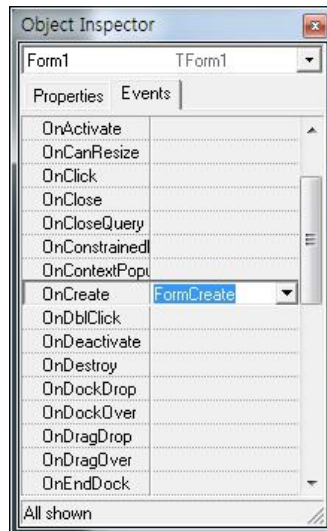 Object Inspector
Form1 TForm1
Properties Events
OnActivate
OnCanResize
OnClick
OnClose
OnCloseQuery
OnConstrainedI
OnContextPopu
OnCreate FormCreate
OnDblClick
OnDeactivate
OnDestroy
OnDockDrop
OnDockOver
OnDragDrop
OnDragOver
OnEndDock
All shown